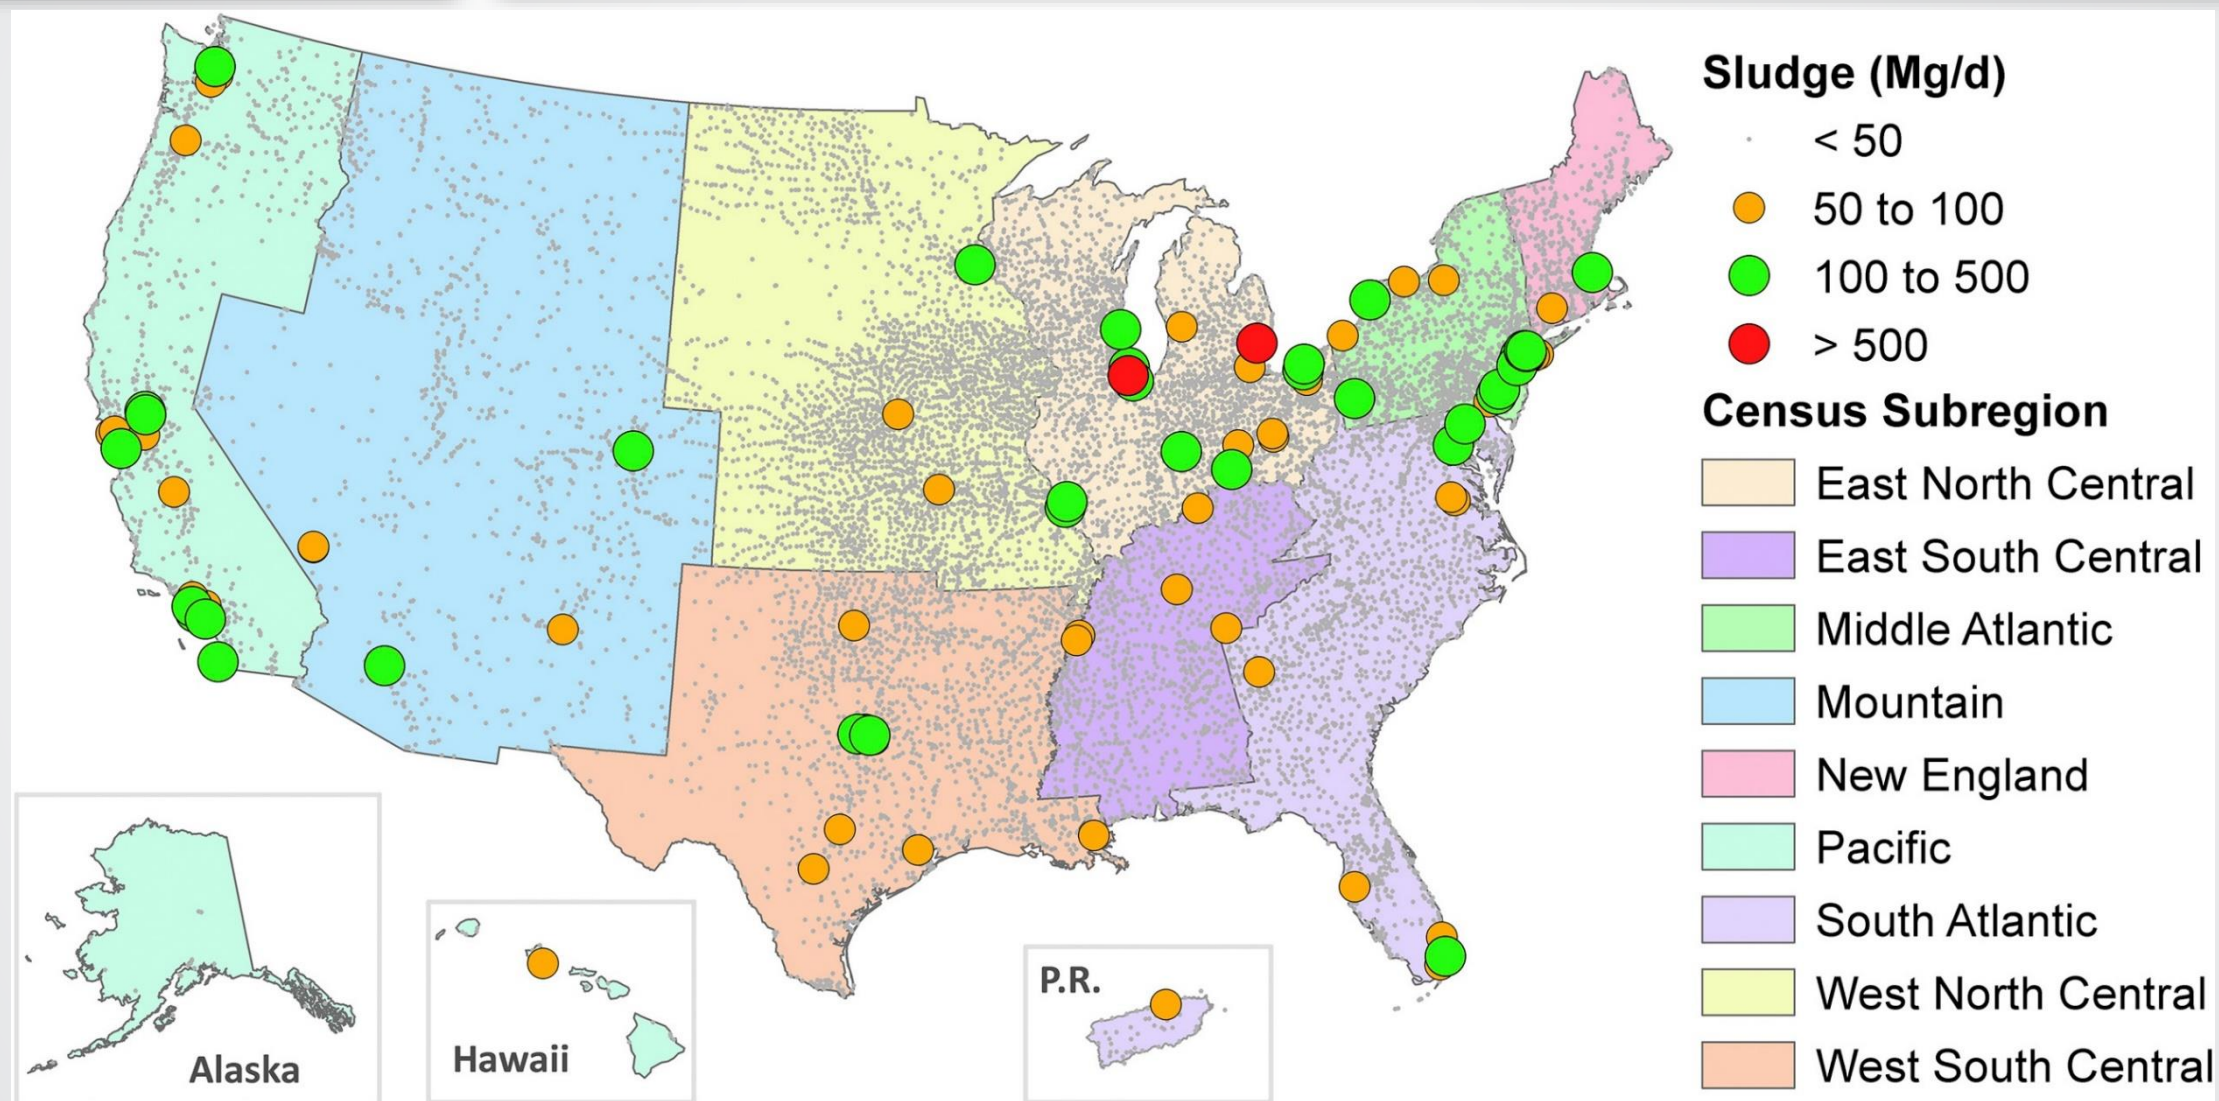 Sludge (Mg/d)
< 50
50 to 100
100 to 500
> 500
Census Subregion
East North Central
East South Central
Middle Atlantic
Mountain
New England
Pacific
South Atlantic
West North Central
West South Central
Alaska
Hawaii
P.R.